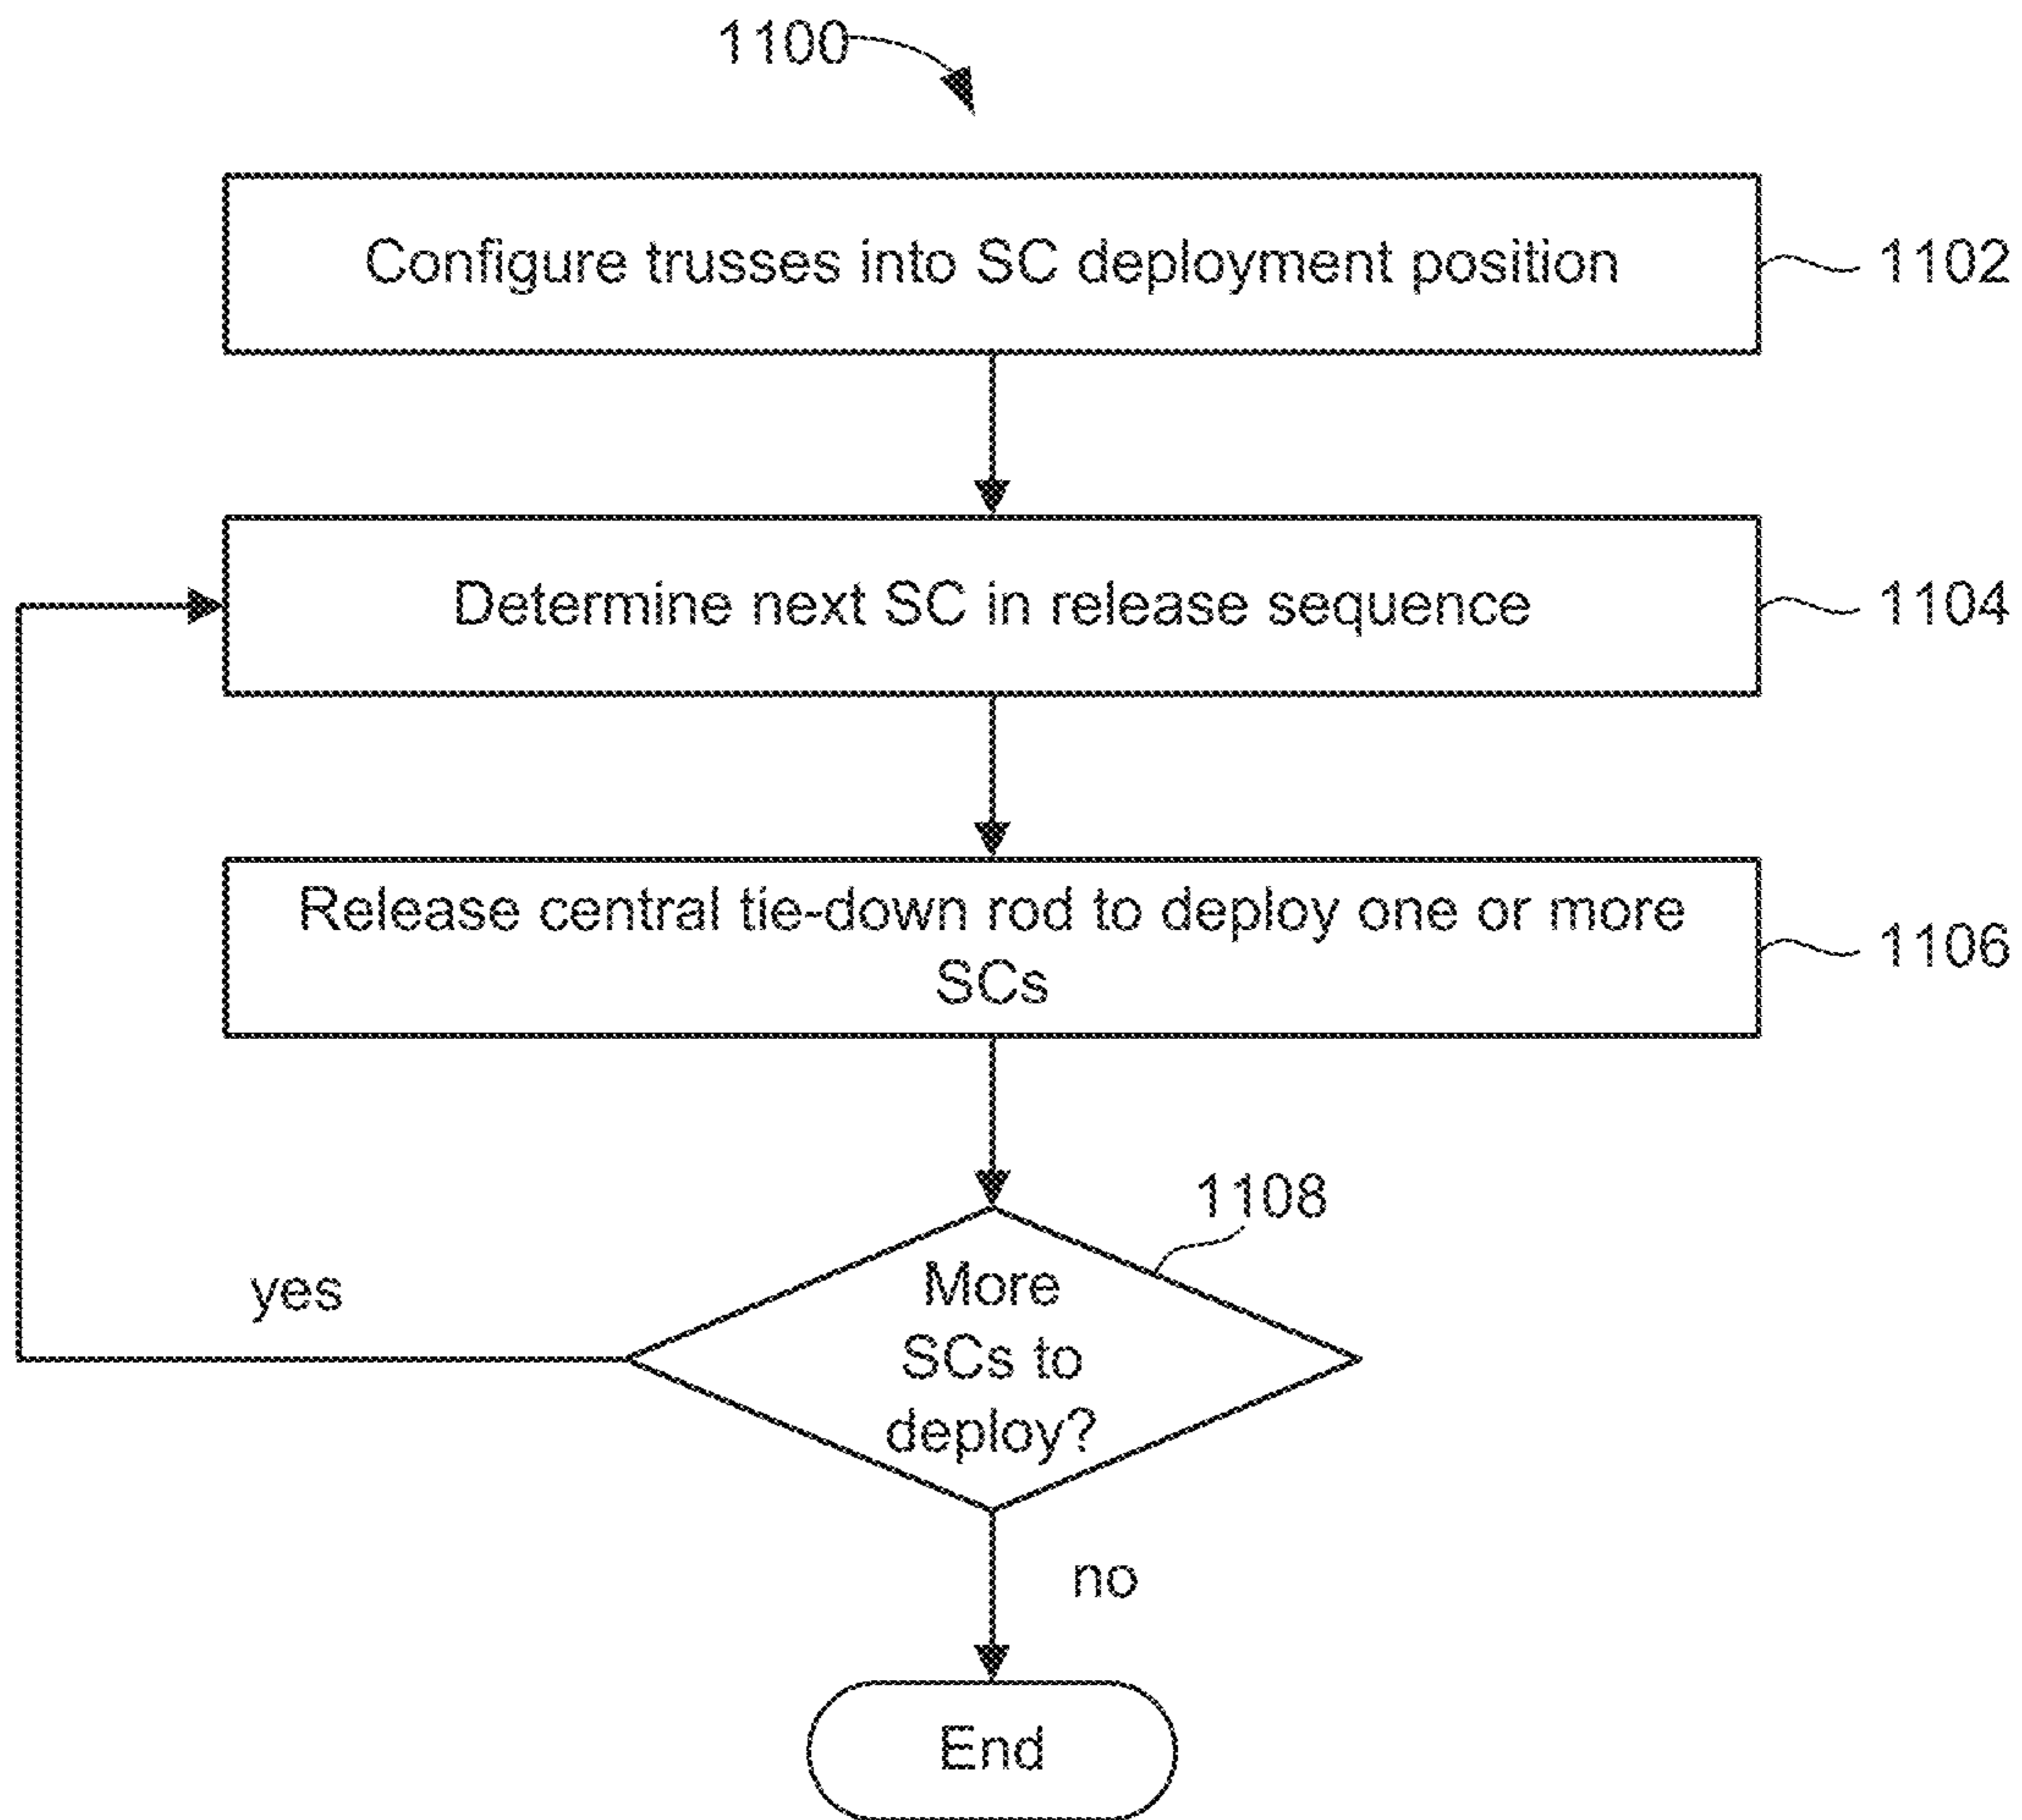 1100
Configure trusses into SC deployment position
1102
Determine next SC in release sequence
1104
Release central tie-down rod to deploy one or more
SCs
1106
1108
More
SCs to
deploy?
yes
no
End